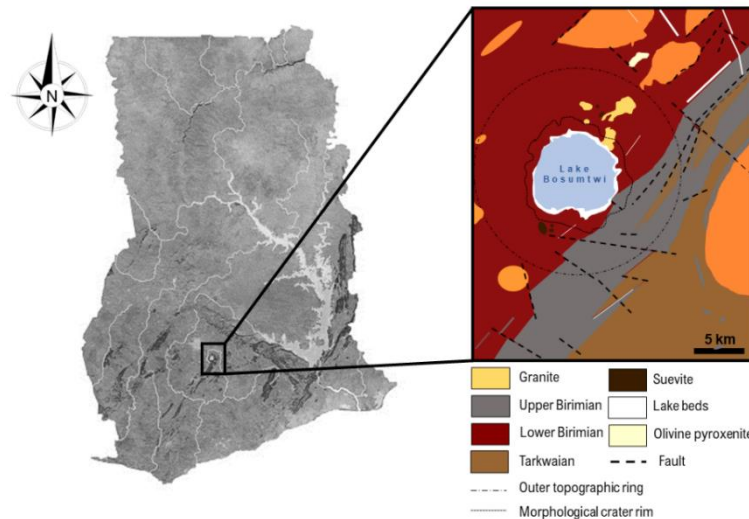 N
Lake
Bosumtwi
5 km
Granite
Suevite
Upper Birimian
Lake beds
Lower Birimian
Olivine pyroxenite
Tarkwaian
Fault
Outer topographic ring
Morphological crater rim